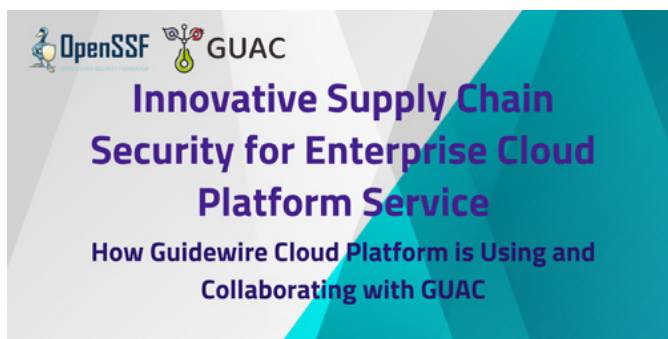 OpenSSF
GUAC
Innovative Supply Chain
Security for Enterprise Cloud
Platform Service
How Guidewire Cloud Platform is Using and
Collaborating with GUAC